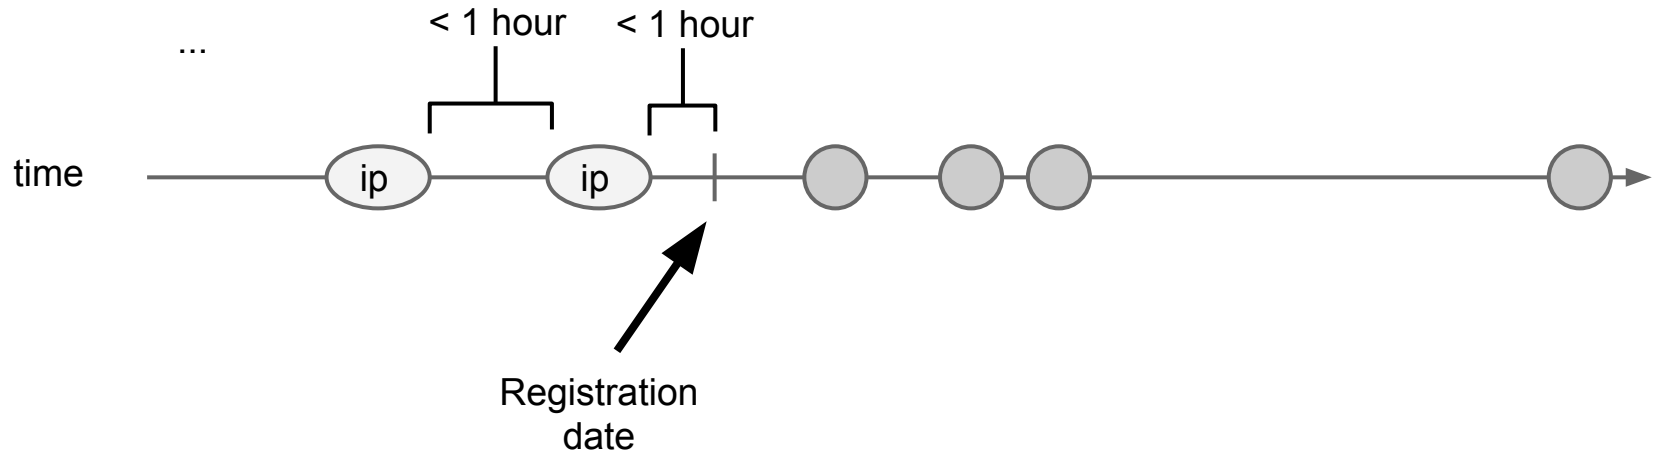 ...
< 1 hour
< 1 hour
time
ip
ip
Registration
date